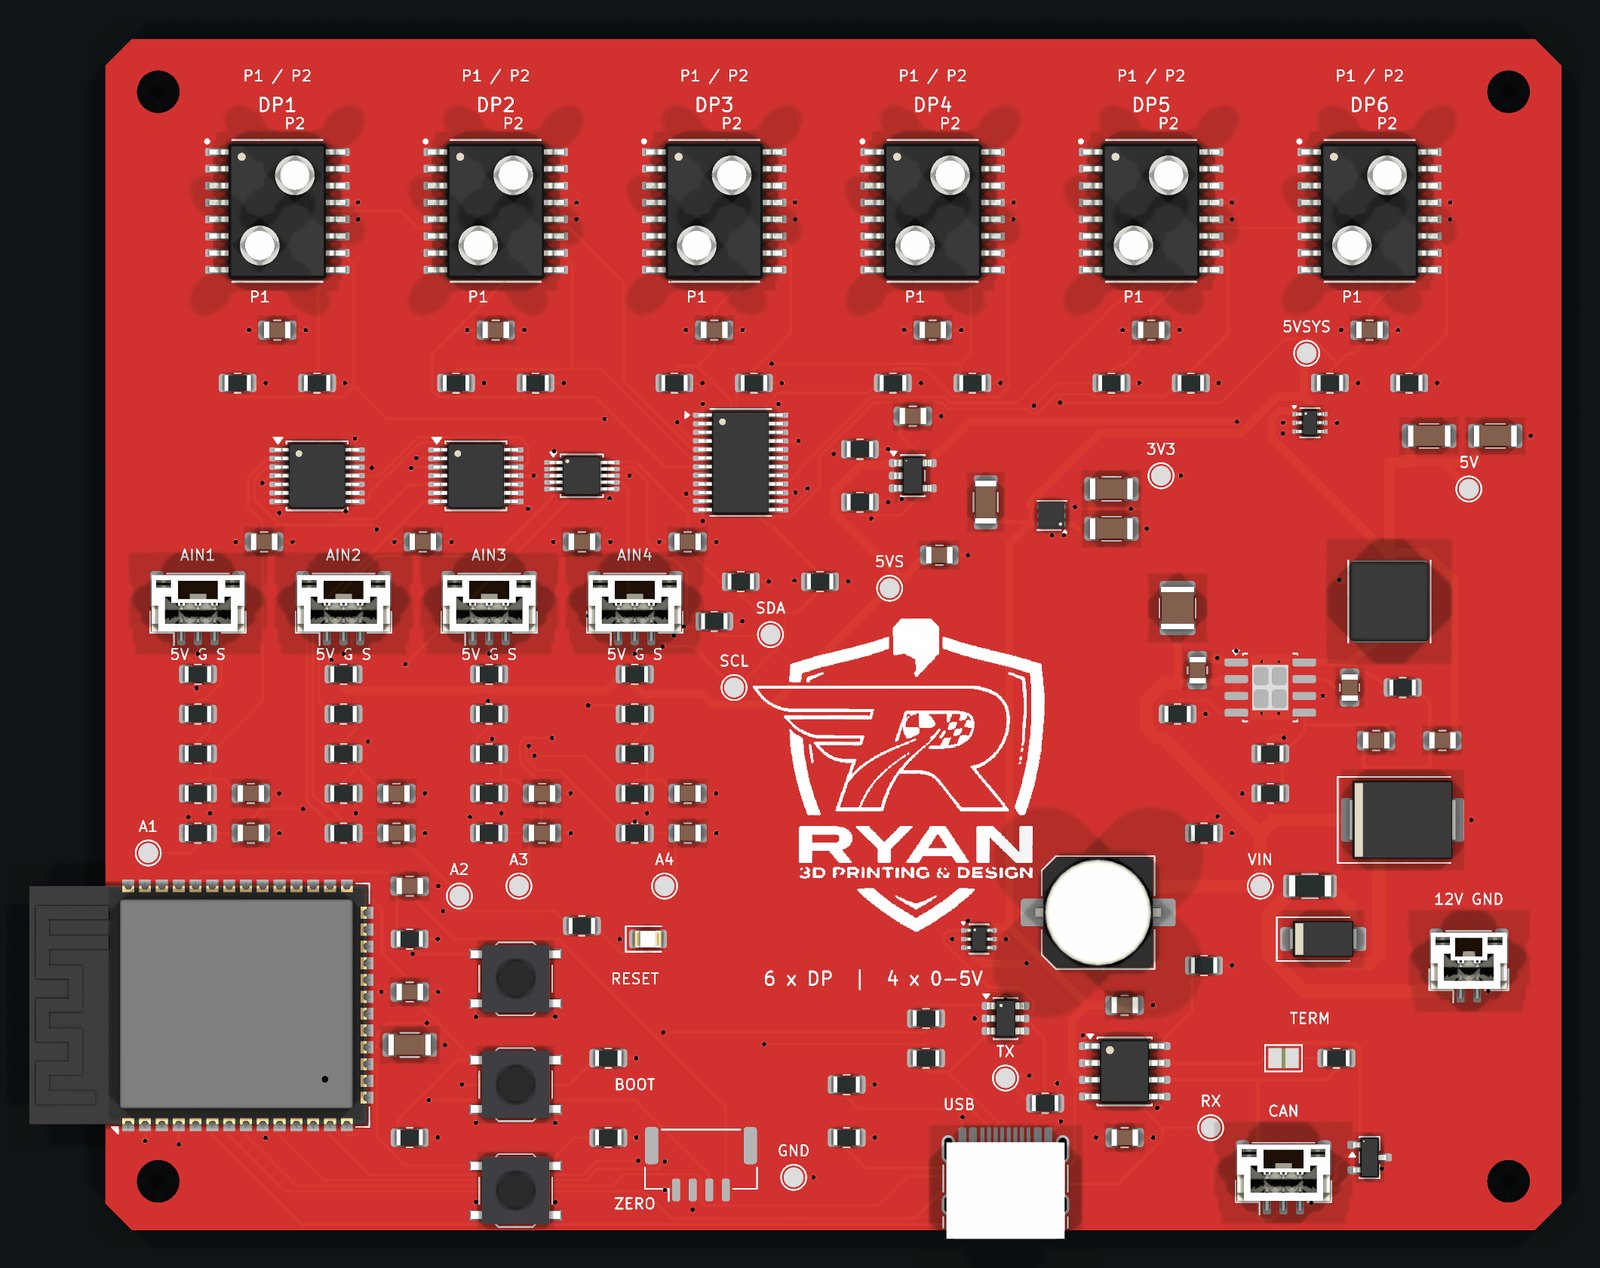 P1 / P2 P1 / P2 P1 / P2 P1 / P2 P1 / P2 P1 / P2
DP1 DP2 DP3 DP4 DP5 DP6
P2 P2 P2 P2 P2 P2
P1 P1 P1 P1 P1 P1
5VSYS
3V3
5V
AIN1 AIN2 AIN3 AIN4
5VS
SDA
5V G S 5V G S 5V G S 5V G S
SCL
R
RYAN
3D PRINTING & DESIGN
A1
A2 A3 A4
VIN
12V GND
RESET
6 x DP | 4 x 0-5V
TERM
TX
BOOT
USB
RX
CAN
GND
ZERO